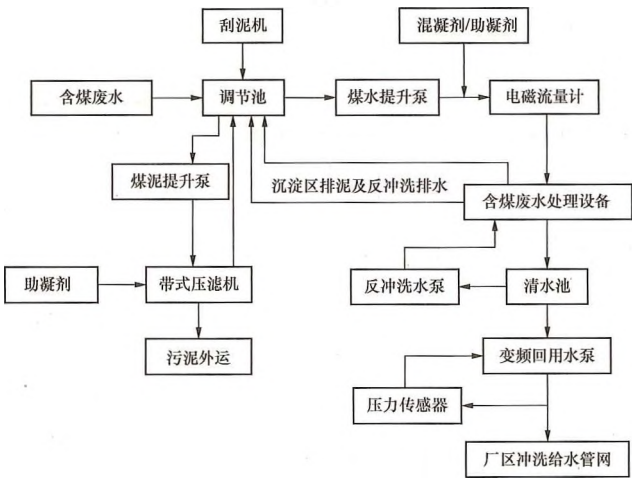 刮泥机
混凝剂/助凝剂
含煤废水
调节池
煤水提升泵
电磁流量计
煤泥提升泵
沉淀区排泥及反冲洗排水
含煤废水处理设备
助凝剂
带式压滤机
反冲洗水泵
清水池
污泥外运
变频回用水泵
压力传感器
厂区冲洗给水管网